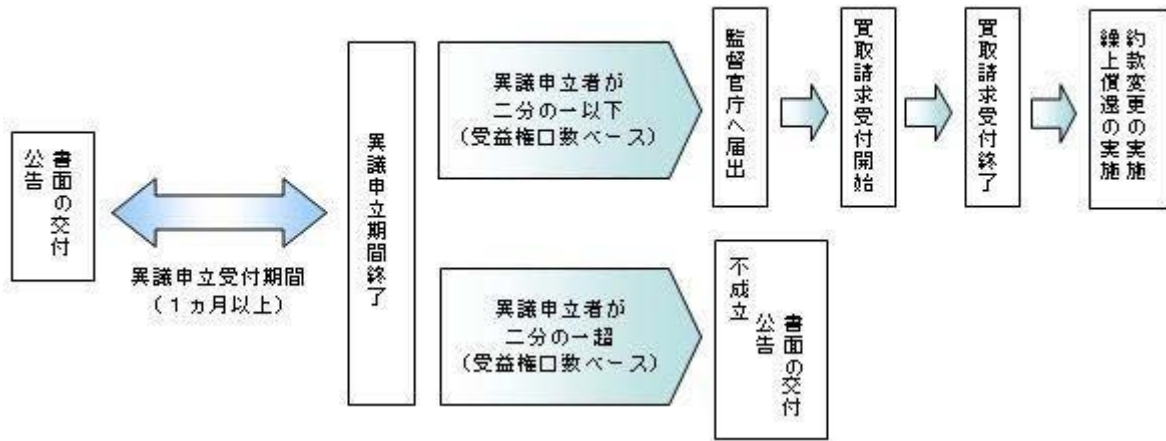 書面の交付
公告
異議申立受付期間
（１ヵ月以上）
異議申立期間終了
異議申立者が
二分の一以下
（受益権口数ベース）
監督官庁へ届出
買取請求受付開始
買取請求受付終了
約款変更の実施
繰上償還の実施
異議申立者が
二分の一超
（受益権口数ベース）
不成立
書面の交付
公告